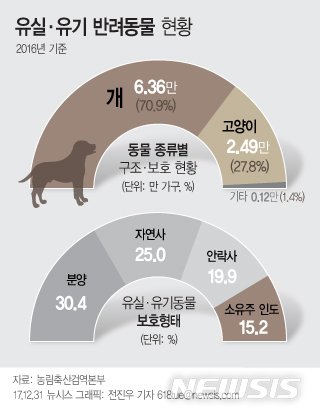 유실·유기 반려동물 현황
2016년 기준
개
6.36만
(70.9%)
고양이
2.49만
(27.8%)
기타 0.12만(1.4%)
동물 종류별
구조·보호 현황
(단위: 만 가구, %)
분양
30.4
자연사
25.0
안락사
19.9
소유주 인도
15.2
유실·유기동물
보호형태
(단위: %)
자료: 농림축산검역본부
17.12.31 뉴시스 그래픽: 전진우 기자 618tue@newsis.com
NEWSIS